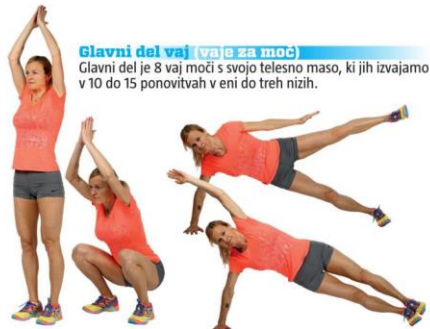 Glavni del vaj (vaje za moč)
Glavni del je 8 vaj moči s svojo telesno maso, ki jih izvajamo
v 10 do 15 ponovitvah v eni do treh nizih.